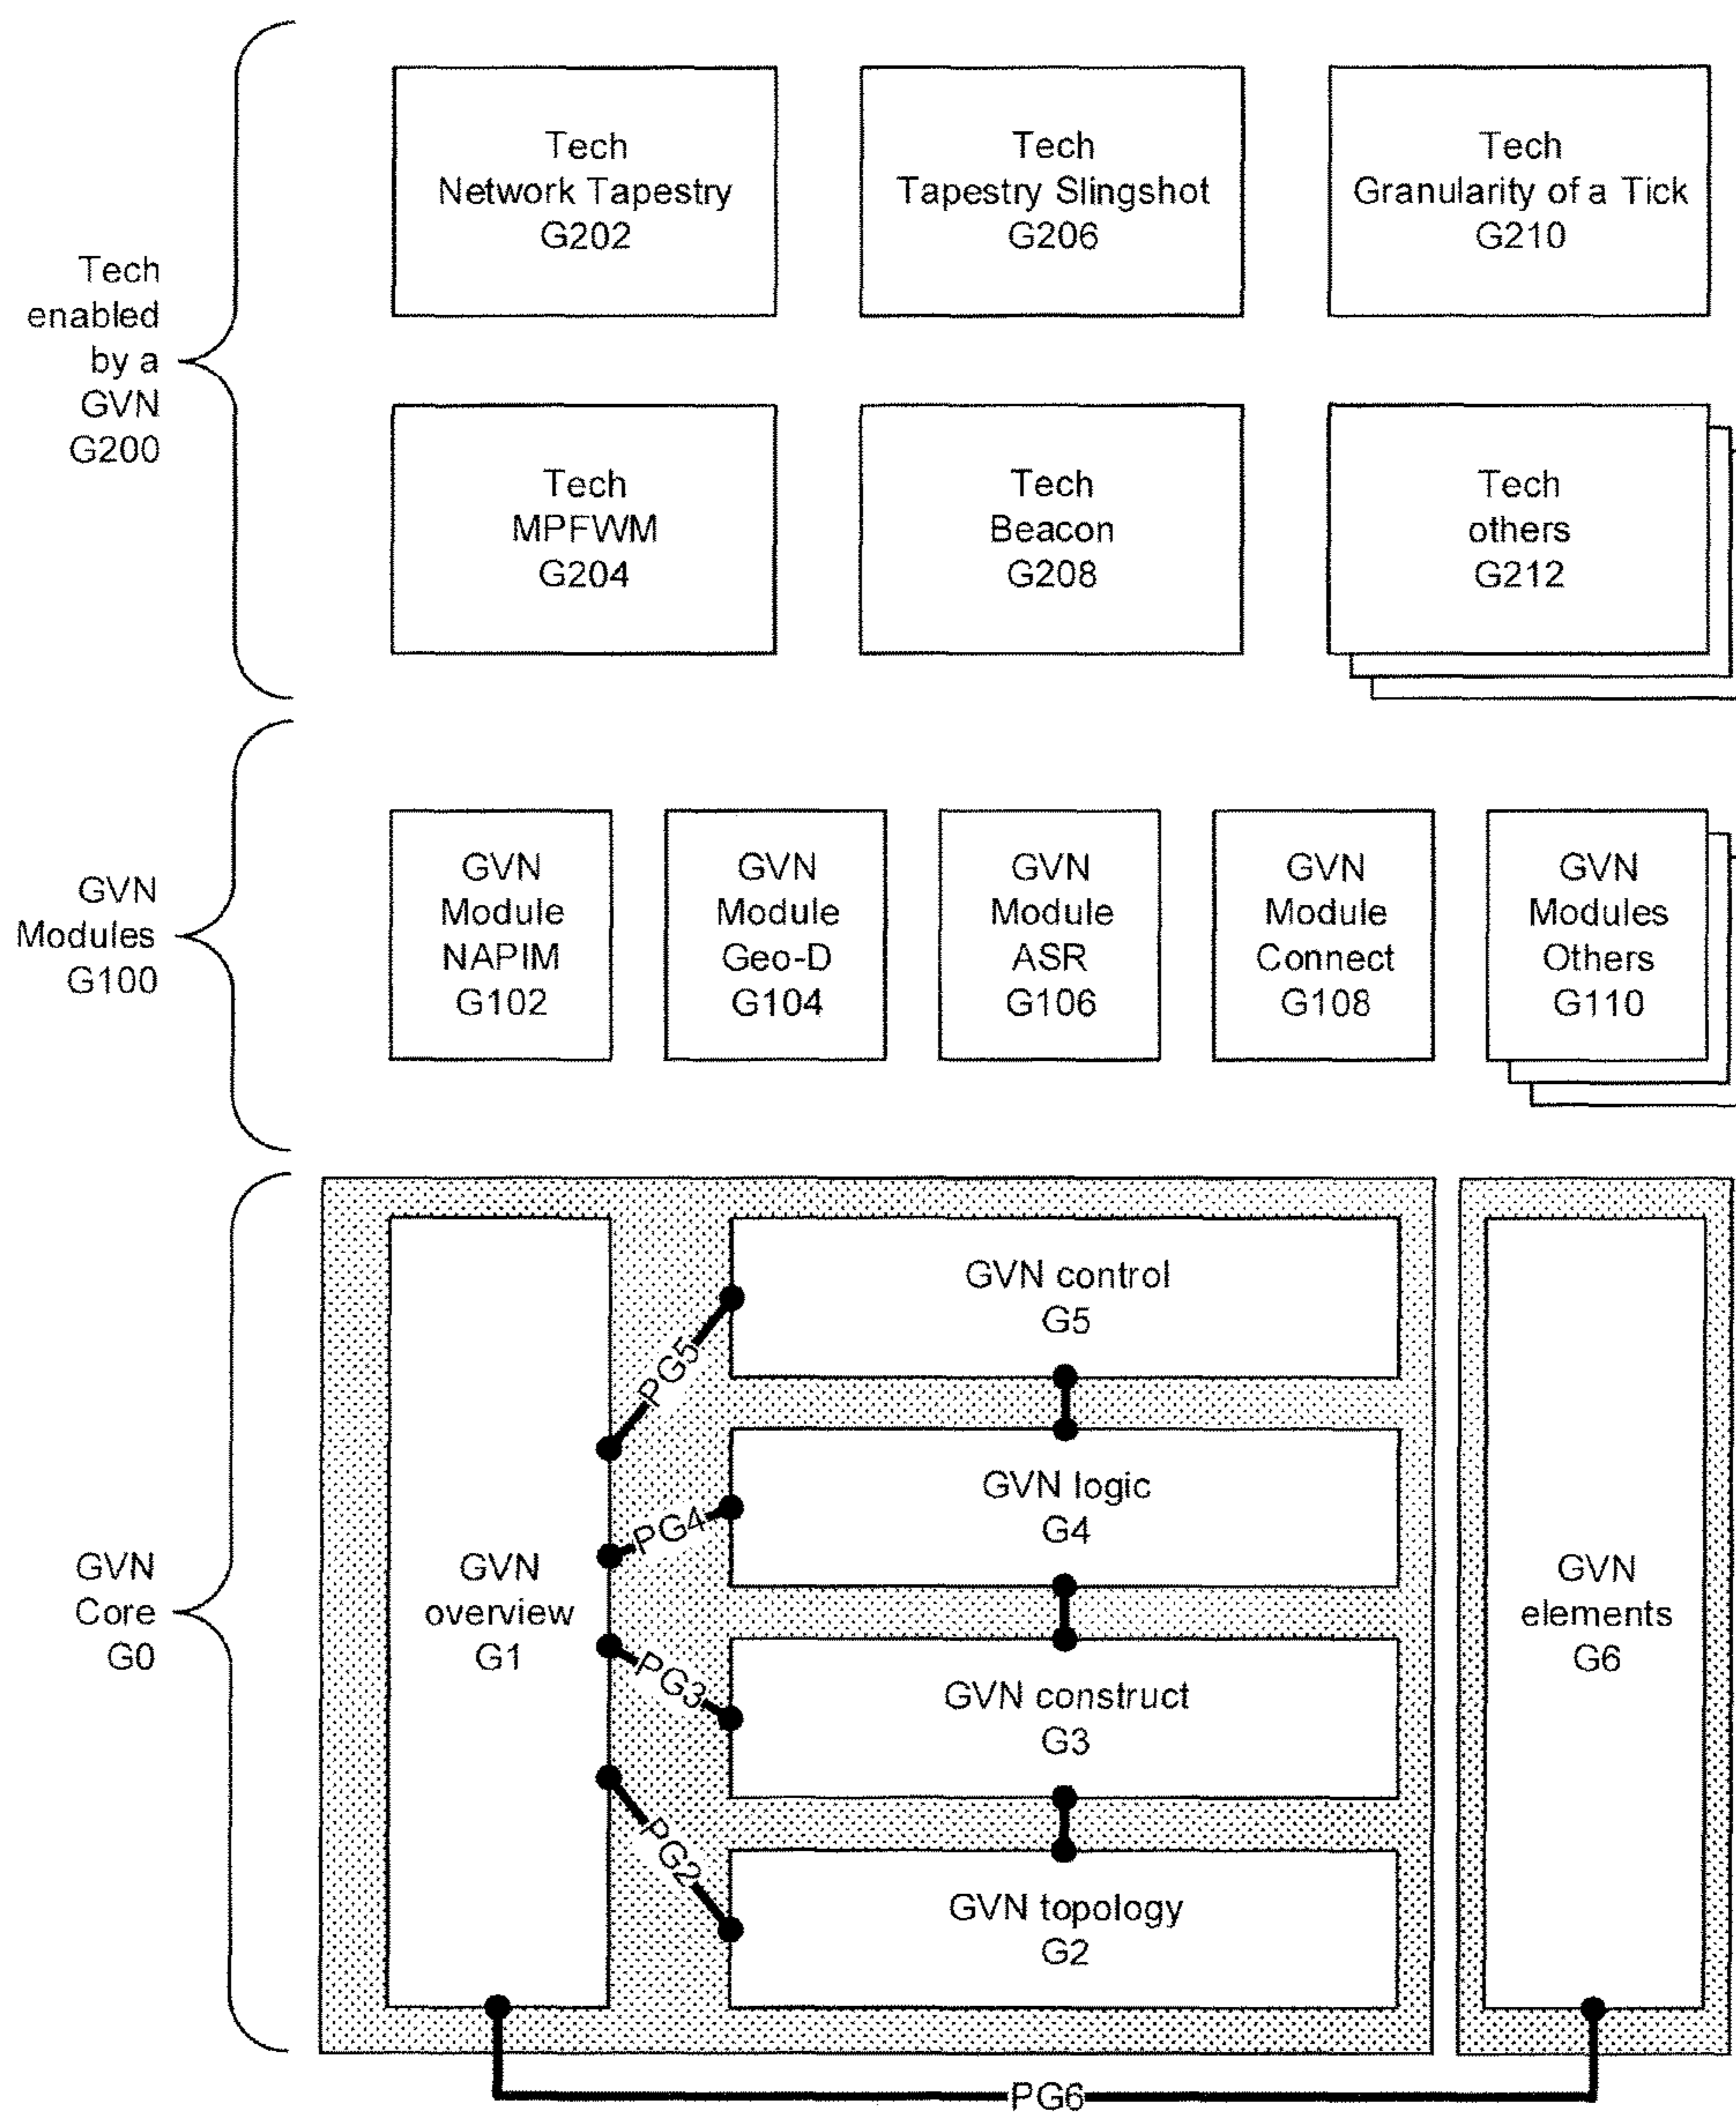 Tech
enabled
by a
GVN
G200
Tech
Network Tapestry
G202
Tech
Tapestry Slingshot
G206
Tech
Granularity of a Tick
G210
Tech
MPFWM
G204
Tech
Beacon
G208
Tech
others
G212
GVN
Modules
G100
GVN
Module
NAPIM
G102
GVN
Module
Geo-D
G104
GVN
Module
ASR
G106
GVN
Module
Connect
G108
GVN
Modules
Others
G110
GVN
Core
G0
GVN
overview
G1
PG5
PG4
PG3
PG2
GVN control
G5
GVN logic
G4
GVN construct
G3
GVN topology
G2
GVN
elements
G6
PG6